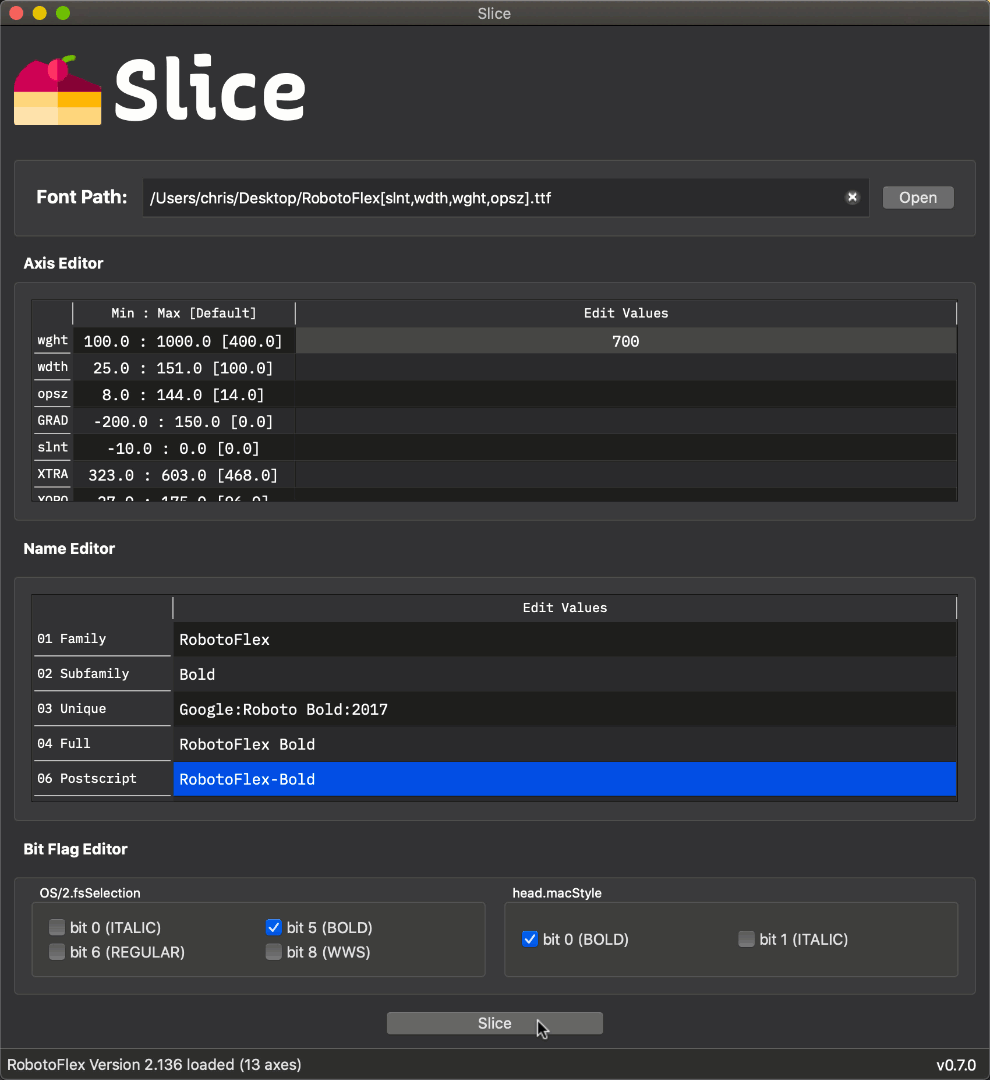 Slice
Slice
Font Path: /Users/chris/Desktop/RobotoFlex[slnt,wdth,wght,opsz].ttf Open
Axis Editor
Min : Max [Default] Edit Values
wght 100.0 : 1000.0 [400.0] 700
wdth 25.0 : 151.0 [100.0]
opsz 8.0 : 144.0 [14.0]
GRAD -200.0 : 150.0 [0.0]
slnt -10.0 : 0.0 [0.0]
XTRA 323.0 : 603.0 [468.0]
Name Editor
Edit Values
01 Family RobotoFlex
02 Subfamily Bold
03 Unique Google:Roboto Bold:2017
04 Full RobotoFlex Bold
06 Postscript RobotoFlex-Bold
Bit Flag Editor
OS/2.fsSelection head.macStyle
bit 0 (ITALIC) bit 5 (BOLD)
bit 6 (REGULAR) bit 8 (WWS)
bit 0 (BOLD) bit 1 (ITALIC)
Slice
RobotoFlex Version 2.136 loaded (13 axes) v0.7.0